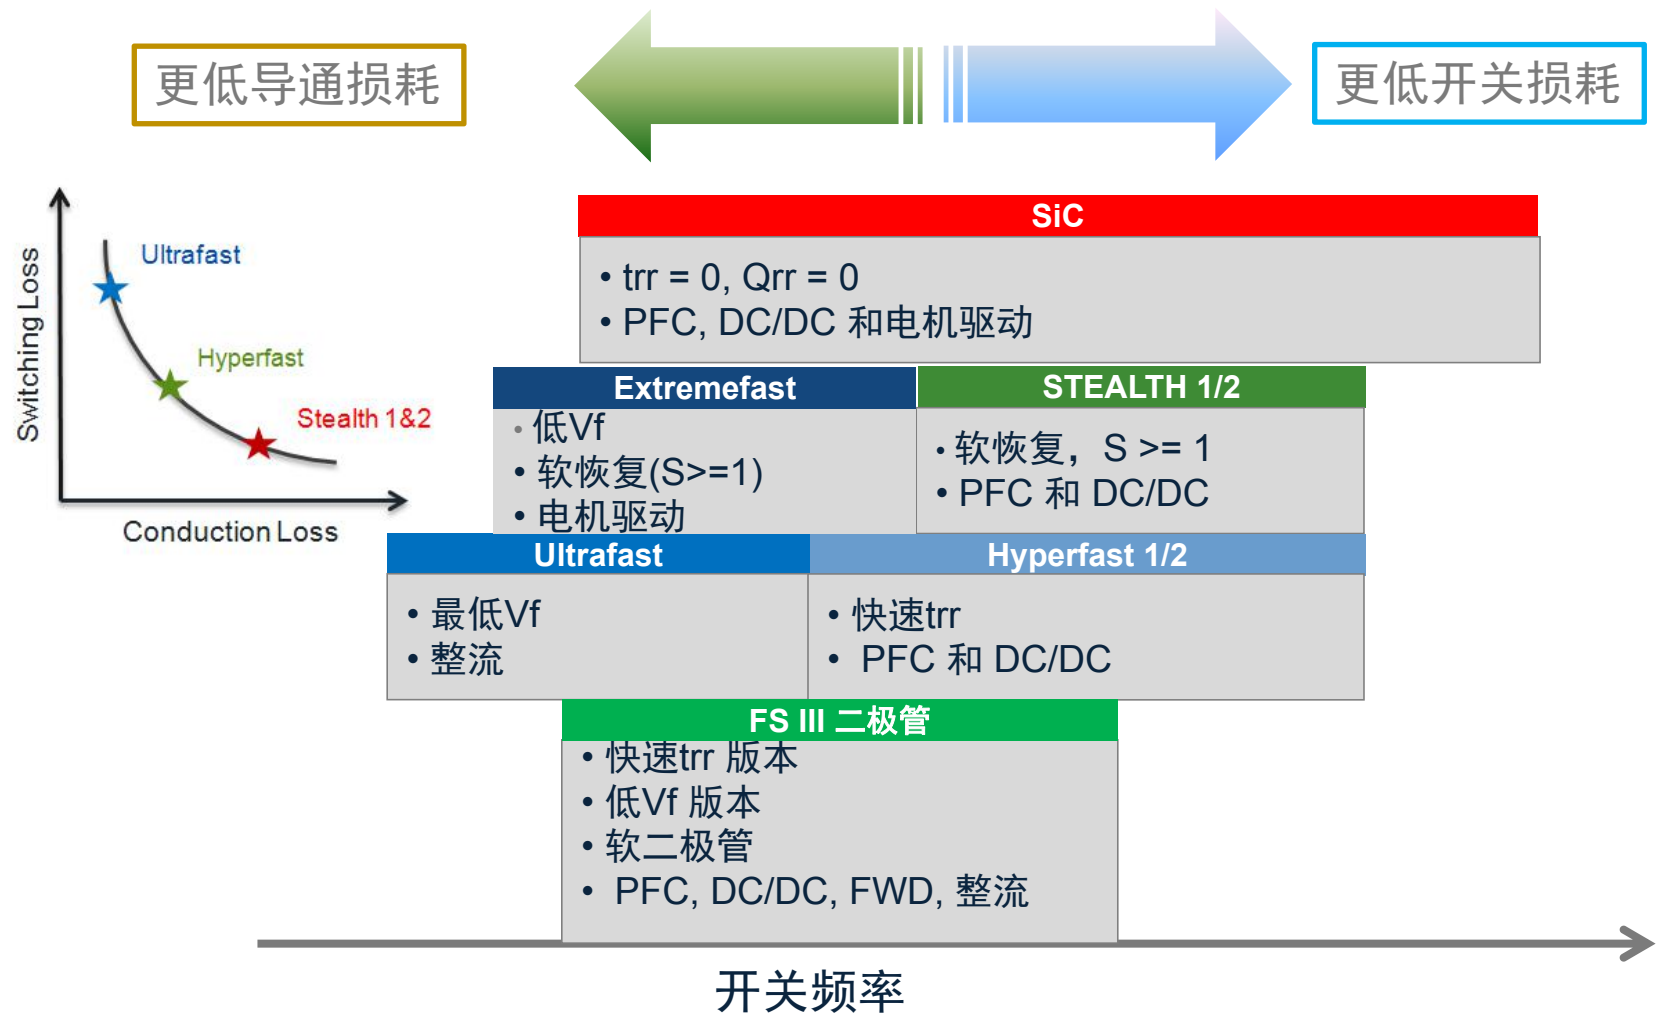 更低导通损耗
更低开关损耗
Switching Loss
Ultrafast
Hyperfast
Stealth 1&2
Conduction Loss
SiC
• trr = 0, Qrr = 0
• PFC, DC/DC 和电机驱动
Extremefast
• 低Vf
• 软恢复(S>=1)
• 电机驱动
STEALTH 1/2
• 软恢复，S >= 1
• PFC 和 DC/DC
Ultrafast
• 最低Vf
• 整流
Hyperfast 1/2
• 快速trr
• PFC 和 DC/DC
FS III 二极管
• 快速trr 版本
• 低Vf 版本
• 软二极管
• PFC, DC/DC, FWD, 整流
开关频率